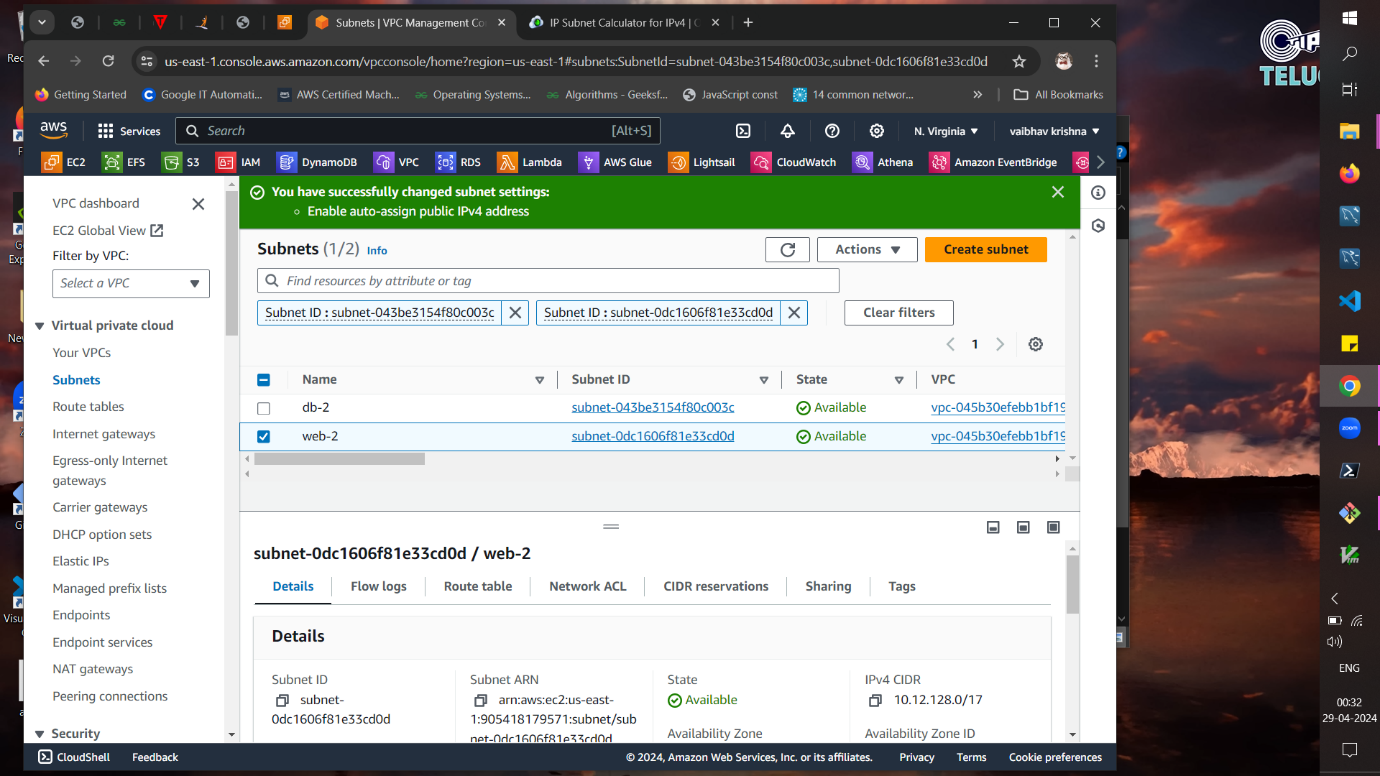 Subnets | VPC Management Co
IP Subnet Calculator for IPv4 | C
us-east-1.console.aws.amazon.com/vpcconsole/home?region=us-east-1#subnets:SubnetId=subnet-043be3154f80c003c,subnet-0dc1606f81e33cd0d
Getting Started
Google IT Automati...
AWS Certified Mach...
Operating Systems...
Algorithms - Geeksf...
JavaScript const
14 common networ...
All Bookmarks
aws
Services
Search
[Alt+S]
N. Virginia
vaibhav krishna
EC2
EFS
S3
IAM
DynamoDB
VPC
RDS
Lambda
AWS Glue
Lightsail
CloudWatch
Athena
Amazon EventBridge
VPC dashboard
EC2 Global View
Filter by VPC:
Select a VPC
Virtual private cloud
Your VPCs
Subnets
Route tables
Internet gateways
Egress-only Internet
gateways
Carrier gateways
DHCP option sets
Elastic IPs
Managed prefix lists
Endpoints
Endpoint services
NAT gateways
Peering connections
Security
You have successfully changed subnet settings:
Enable auto-assign public IPv4 address
Subnets (1/2) Info
Actions
Create subnet
Find resources by attribute or tag
Subnet ID : subnet-043be3154f80c003c
Subnet ID : subnet-0dc1606f81e33cd0d
Clear filters
1
Name
Subnet ID
State
VPC
db-2
subnet-043be3154f80c003c
Available
vpc-045b30efebb1bf19
web-2
subnet-0dc1606f81e33cd0d
Available
vpc-045b30efebb1bf19
subnet-0dc1606f81e33cd0d / web-2
Details
Flow logs
Route table
Network ACL
CIDR reservations
Sharing
Tags
Details
Subnet ID
subnet-
0dc1606f81e33cd0d
Subnet ARN
arn:aws:ec2:us-east-
1:905418179571:subnet/sub
net-0dc1606f81e33cd0d
State
Available
Availability Zone
IPv4 CIDR
10.12.128.0/17
Availability Zone ID
CloudShell
Feedback
© 2024, Amazon Web Services, Inc. or its affiliates.
Privacy
Terms
Cookie preferences
TELU
zoom
ENG
00:32
29-04-2024